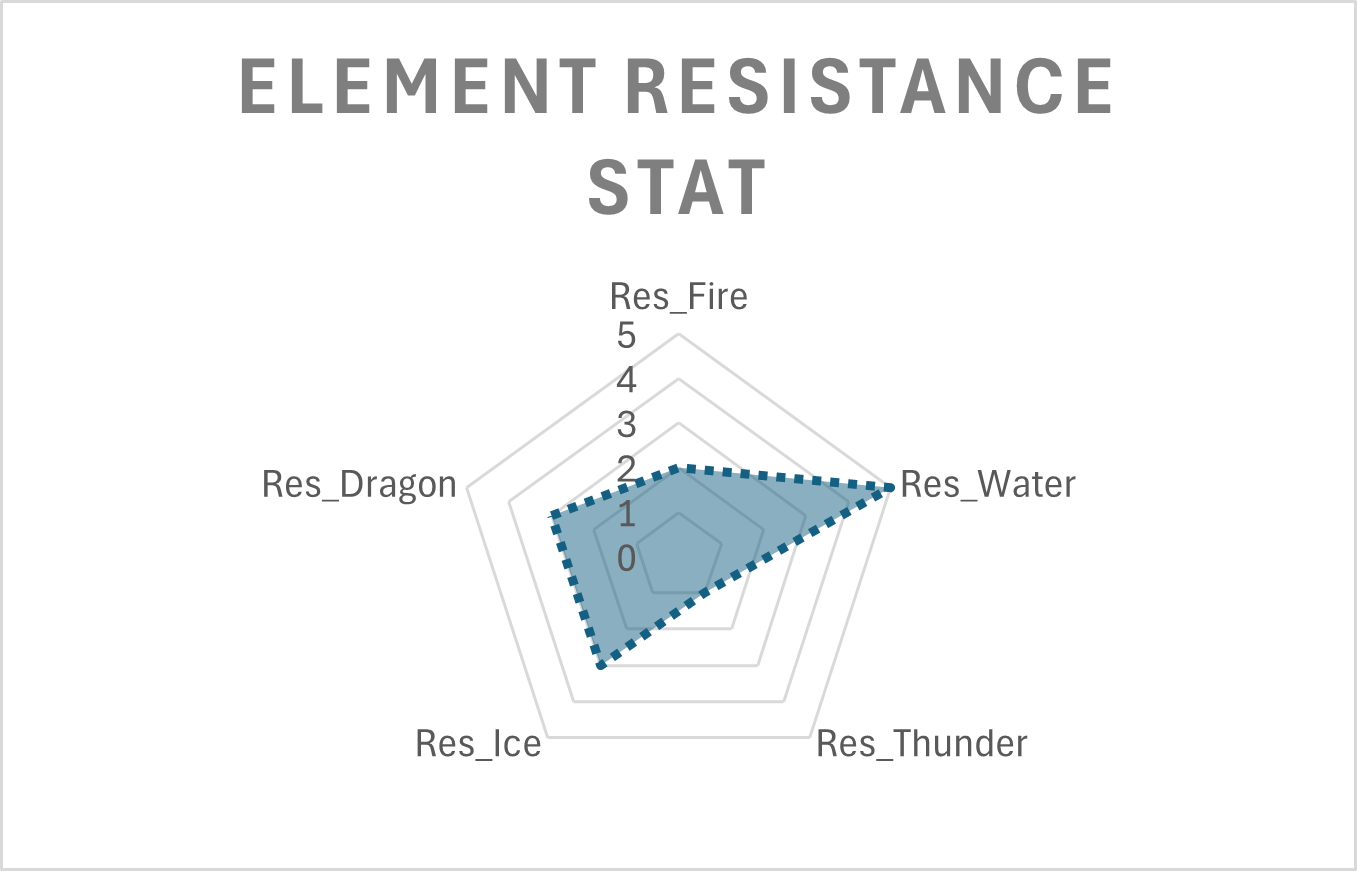 ELEMENT RESISTANCE
STAT
Res_Fire
5
4
3
2
1
0
Res_Dragon
Res_Water
Res_Ice
Res_Thunder